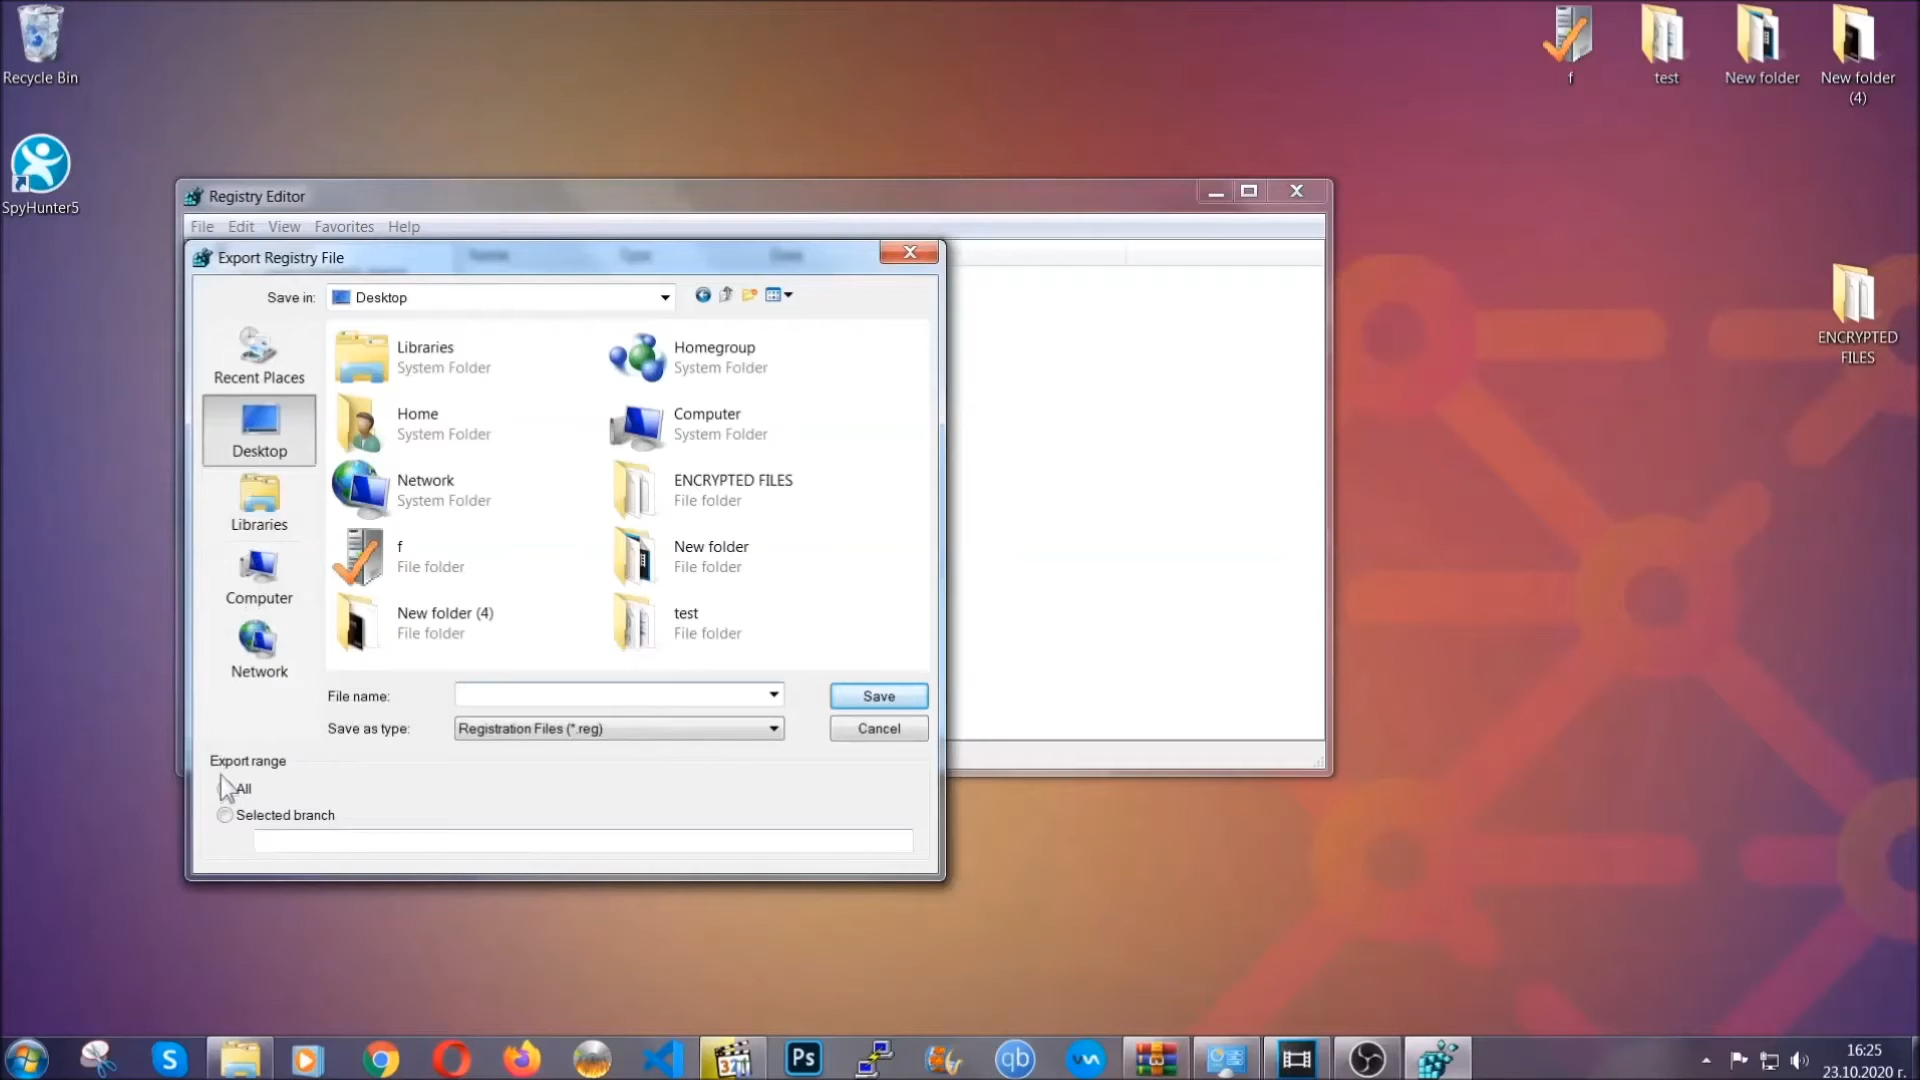 Recycle Bin
SpyHunter5
f
test
New folder
New folder
(4)
ENCRYPTED
FILES
Registry Editor
File Edit View Favorites Help
Export Registry File
Save in: Desktop
Recent Places
Desktop
Libraries
Computer
Network
Libraries
System Folder
Homegroup
System Folder
Home
System Folder
Computer
System Folder
Network
System Folder
ENCRYPTED FILES
File folder
f
File folder
New folder
File folder
New folder (4)
File folder
test
File folder
File name:
Save
Save as type: Registration Files (*.reg)
Cancel
Export range
All
Selected branch
S
321
Ps
qb
16:25
23.10.2020 г.